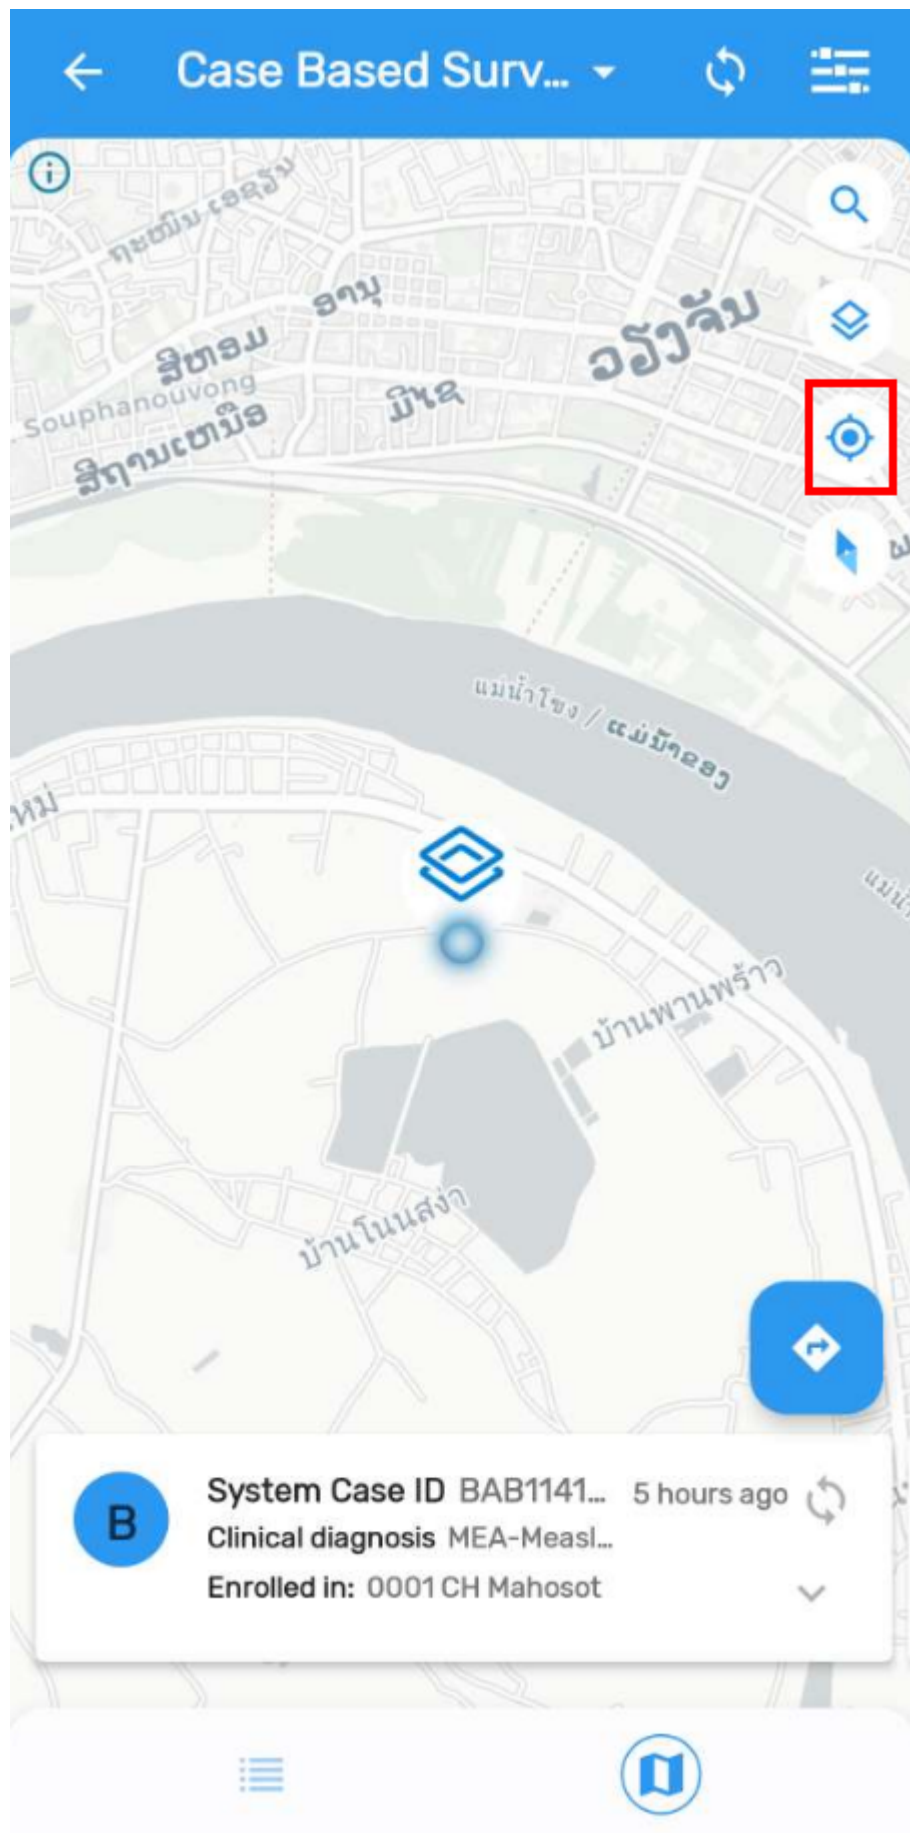 Case Based Surv...
ຖະໜົນ ເອຊຽນ
ອານຸ
ວຽງຈັນ
ສີຫອມ
Souphanouvong
ມີໄຊ
ສີຖານເໜືອ
แม่น้ำโขง / ແມ່ນ້ຳຂອງ
บ้านพานพร้าว
บ้านโนนสง่า
B
System Case ID BAB1141... 5 hours ago
Clinical diagnosis MEA-Measl...
Enrolled in: 0001 CH Mahosot